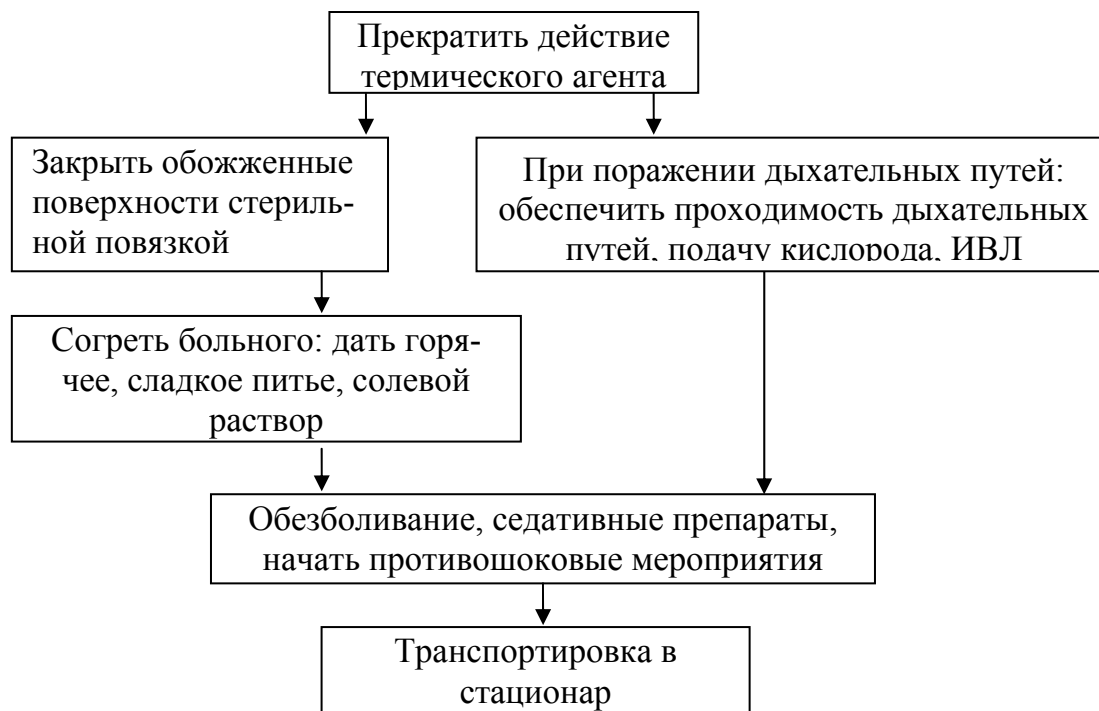 Прекратить действие
термического агента
Закрыть обожженные
поверхности стериль-
ной повязкой
При поражении дыхательных путей:
обеспечить проходимость дыхательных
путей, подачу кислорода, ИВЛ
Согреть больного: дать горя-
чее, сладкое питье, солевой
раствор
Обезболивание, седативные препараты,
начать противошоковые мероприятия
Транспортировка в
стационар